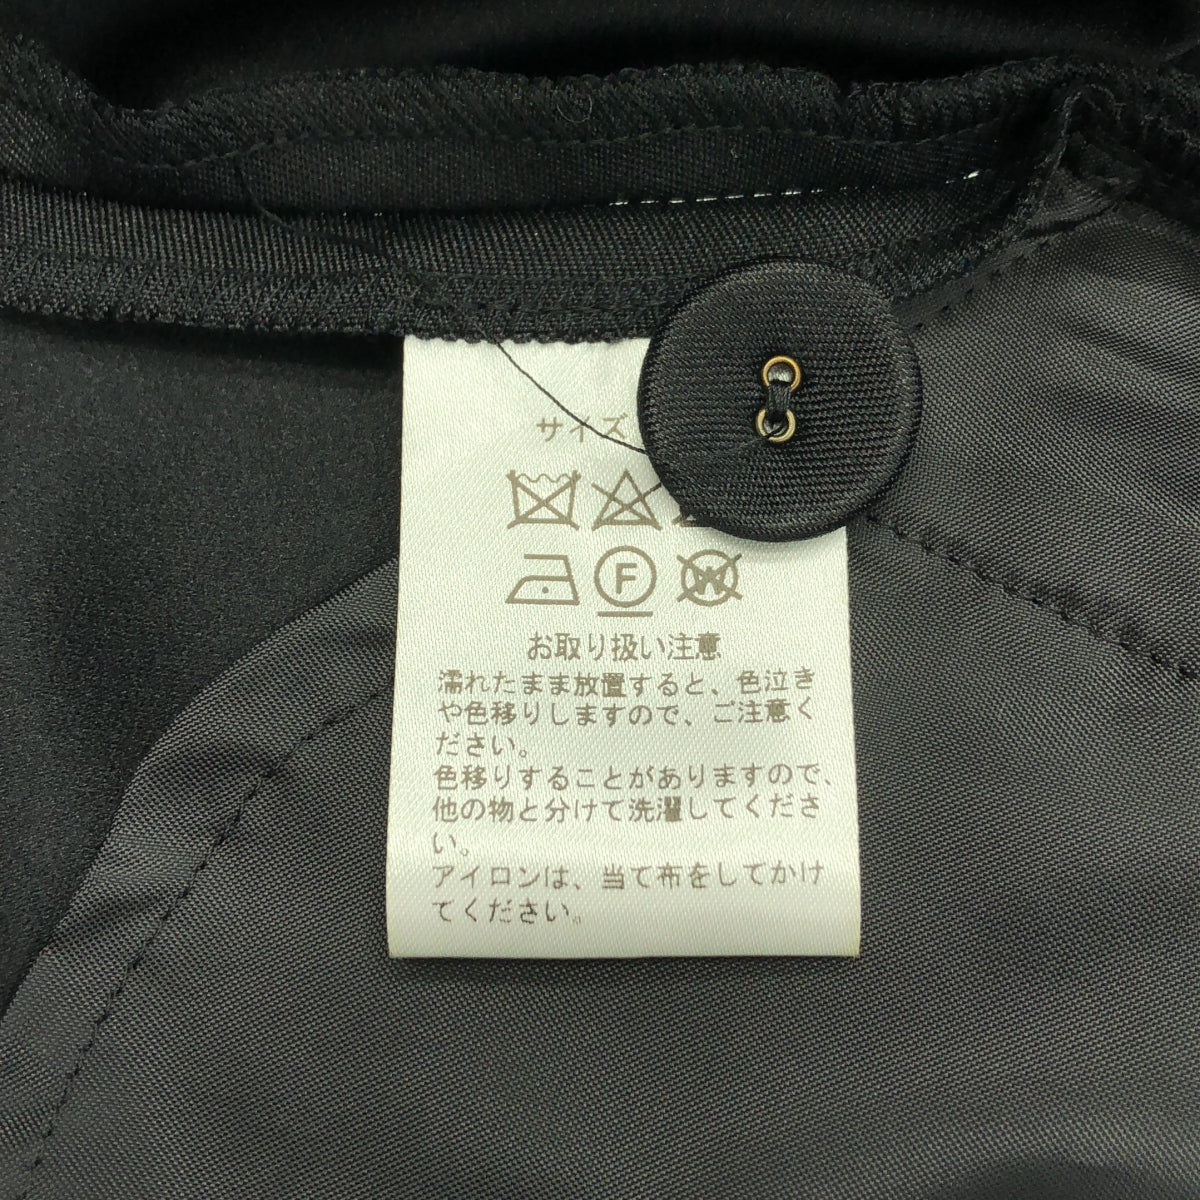 サイズ
F
W
お取り扱い注意
濡れたまま放置すると、色泣き
や色移りしますので、ご注意く
ださい。
色移りすることがありますので、
他の物と分けて洗濯してくださ
い。
アイロンは、当て布をしてかけ
てください。